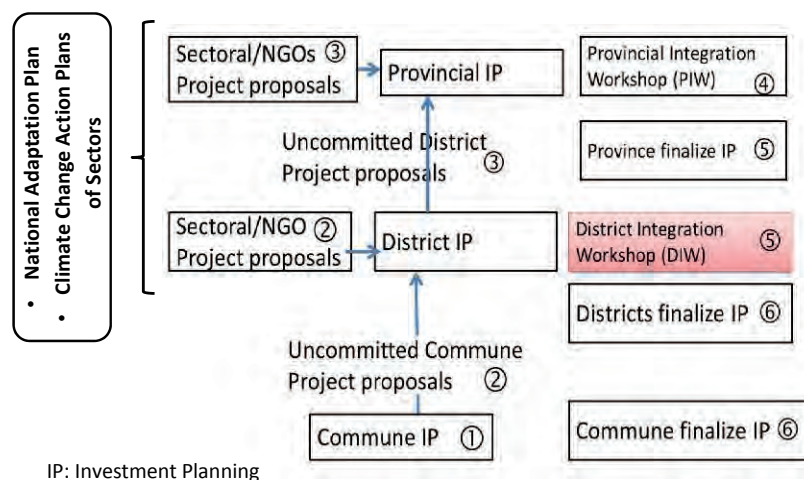 • National Adaptation Plan
• Climate Change Action Plans
of Sectors
Sectoral/NGOs ③
Project proposals
Provincial IP
Provincial Integration
Workshop (PIW) ④
Uncommitted District
Project proposals ③
Province finalize IP ⑤
Sectoral/NGO ②
Project proposals
District IP
District Integration ⑤
Workshop (DIW)
Districts finalize IP ⑥
Uncommitted Commune
Project proposals ②
Commune IP ①
Commune finalize IP ⑥
IP: Investment Planning